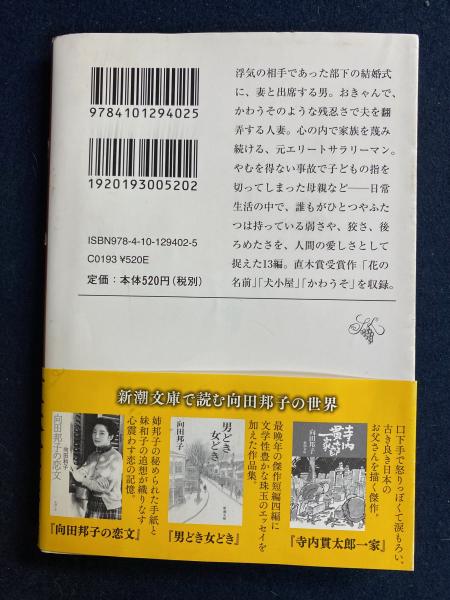 9784101294025
1920193005202
ISBN978-4-10-129402-5
C0193 ¥520E
定価：本体520円（税別）
浮気の相手であった部下の結婚式
に、妻と出席する男。おきゃんで、
かわうそのような残忍さで夫を翻
弄する人妻。心の内で家族を蔑み
続ける、元エリートサラリーマン。
やむを得ない事故で子どもの指を
切ってしまった母親など――日常
生活の中で、誰もがひとつやふた
つは持っている弱さや、狡さ、後
ろめたさを、人間の愛しさとして
捉えた13編。直木賞受賞作「花の
名前」「犬小屋」「かわうそ」を収録。
新潮文庫で読む向田邦子の世界
口下手で怒りっぽくて涙もろい。
古き良き日本の
お父さんを描く傑作。
寺内
貫太郎
一家
向田邦子
『寺内貫太郎一家』
最晩年の傑作短編四編に
文学性豊かな珠玉のエッセイを
加えた作品集。
男どき
女どき
向田邦子
『男どき女どき』
姉邦子の秘められた手紙と
妹和子の追想が織りなす
心震わす恋の記憶。
向田邦子の恋文
向田和子
『向田邦子の恋文』